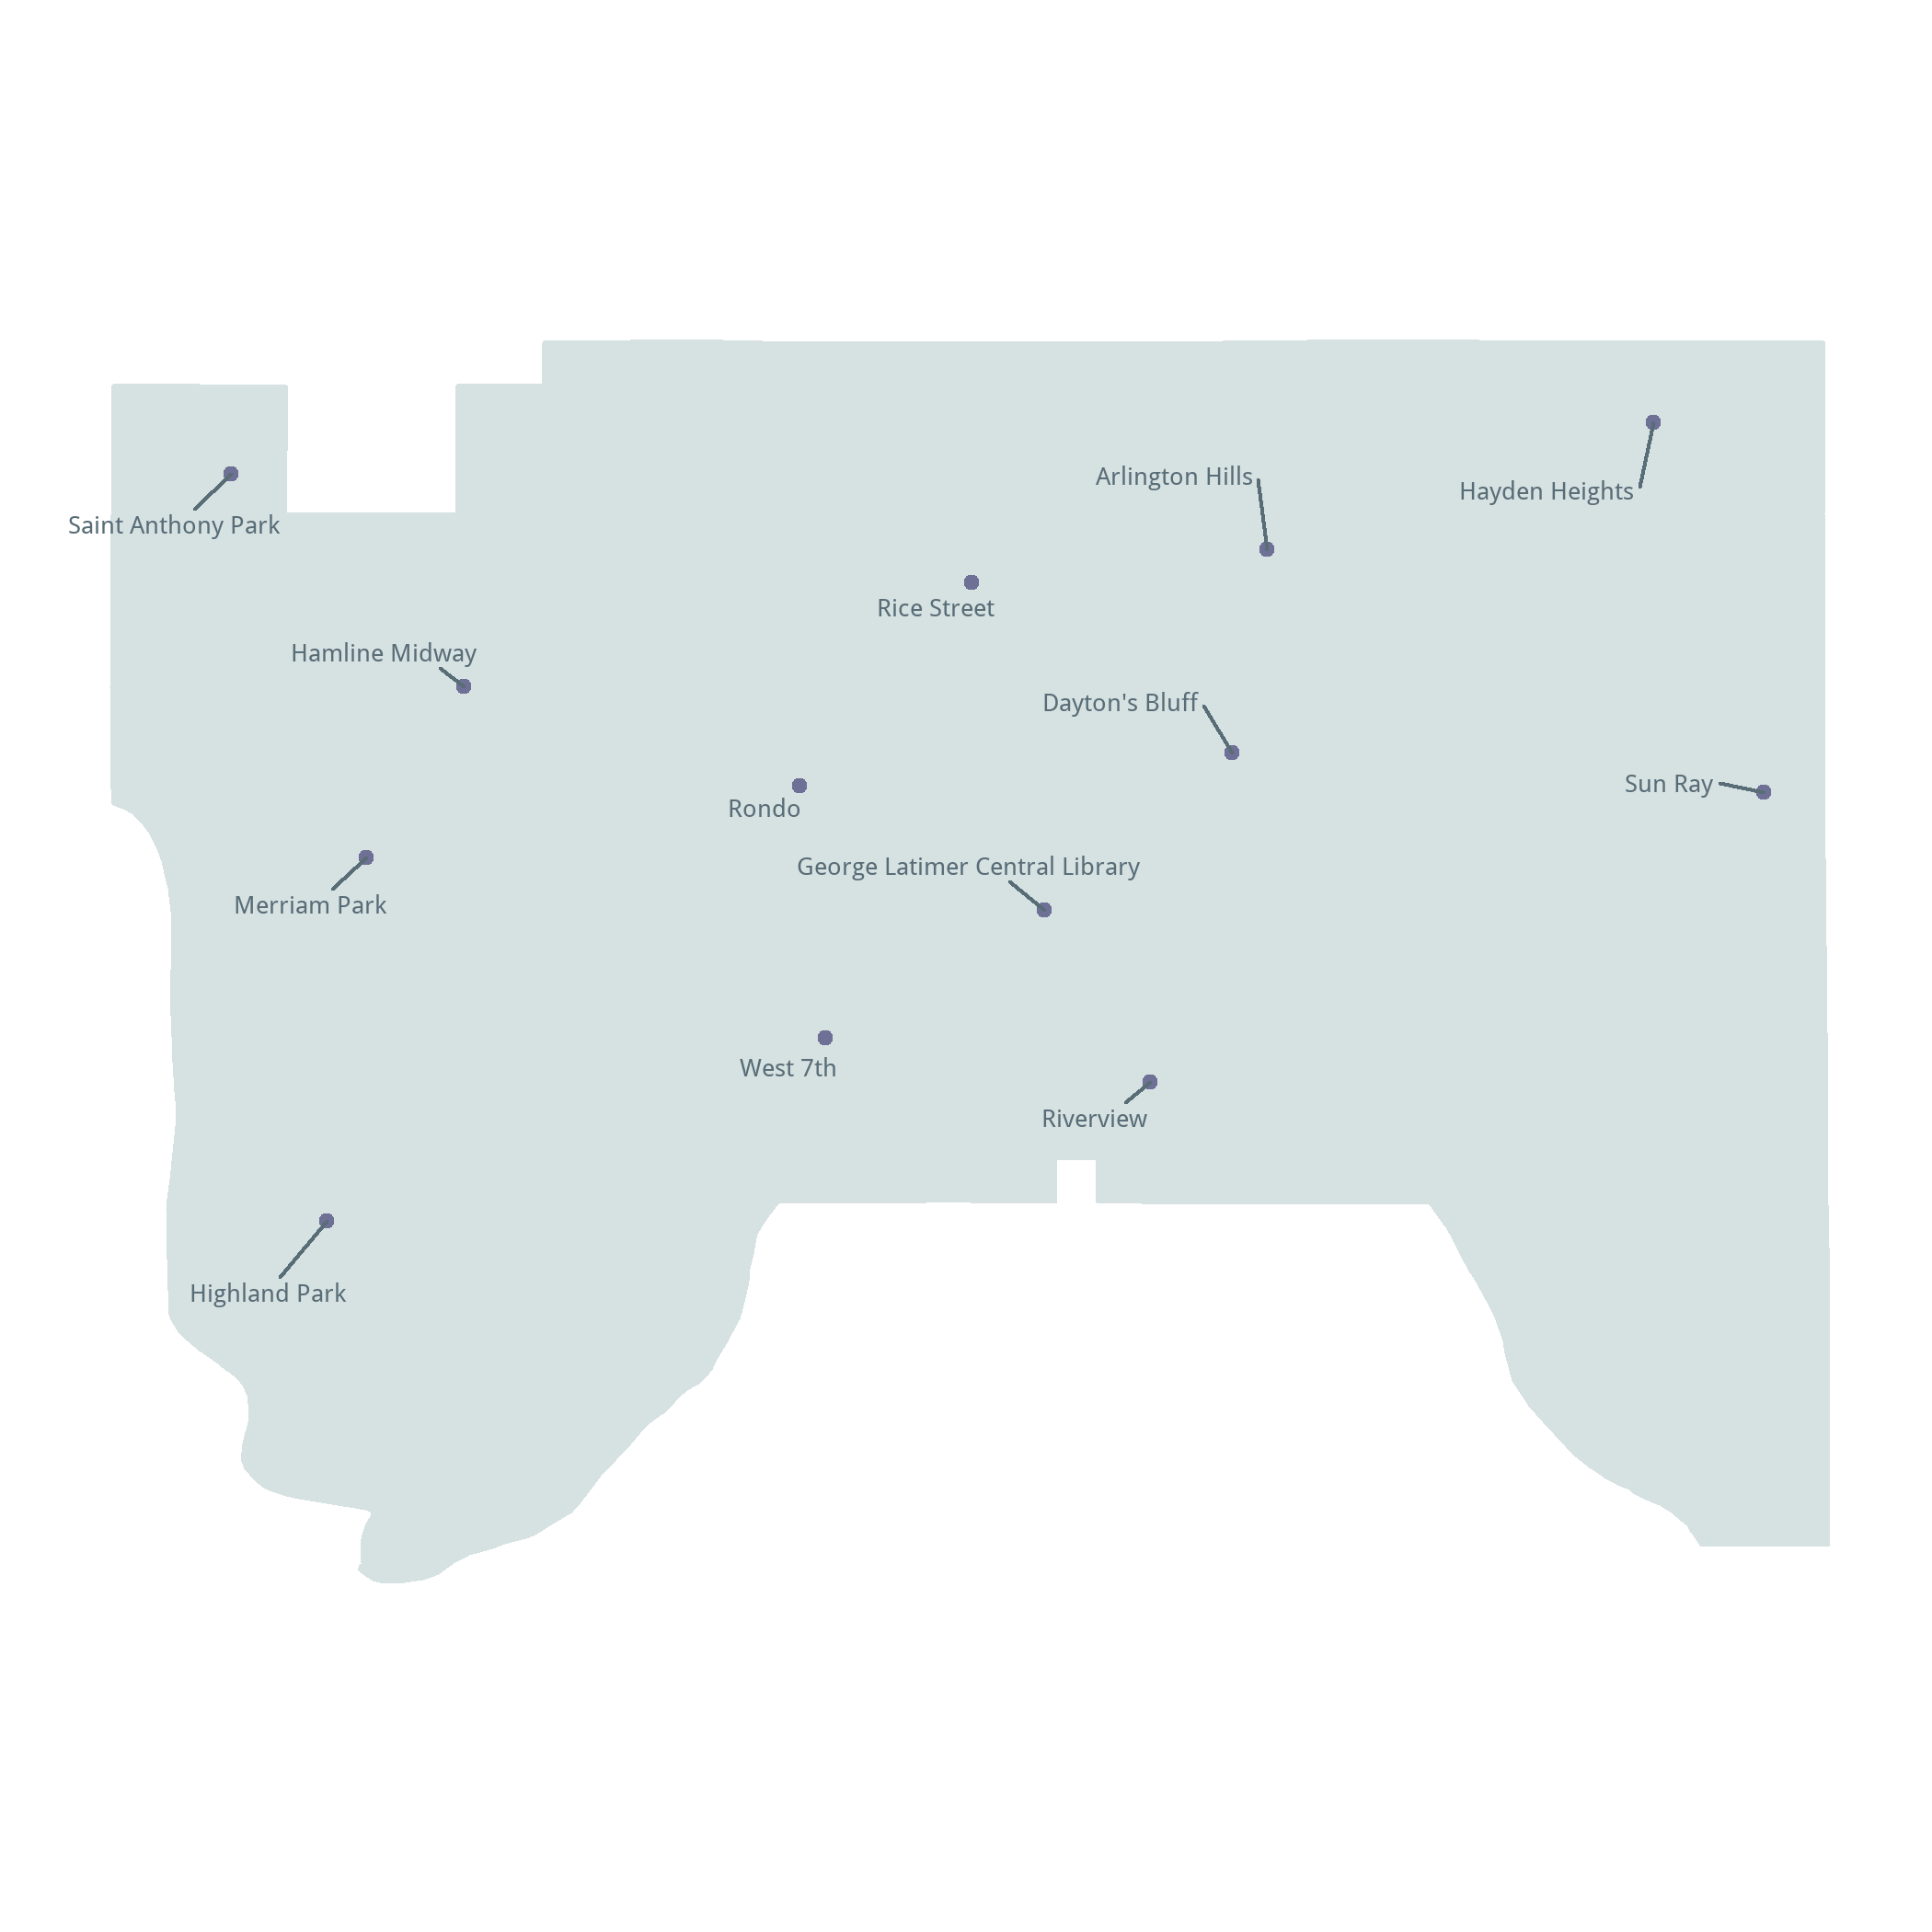 Arlington Hills
Hayden Heights
Saint Anthony Park
Rice Street
Hamline Midway
Dayton's Bluff
Sun Ray
Rondo
George Latimer Central Library
Merriam Park
West 7th
Riverview
Highland Park